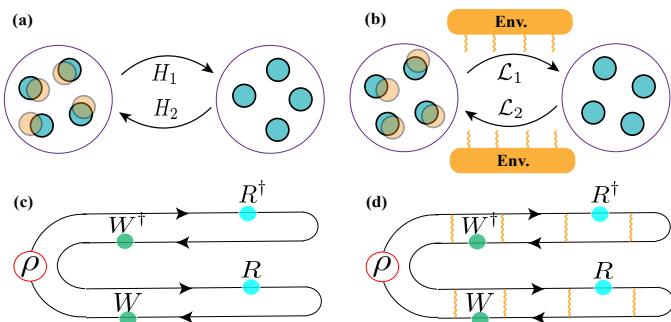 (a)
H₁
H₂
(b)
Env.
𝓛₁
𝓛₂
Env.
(c)
R†
W†
ρ
R
W
(d)
R†
W†
ρ
R
W